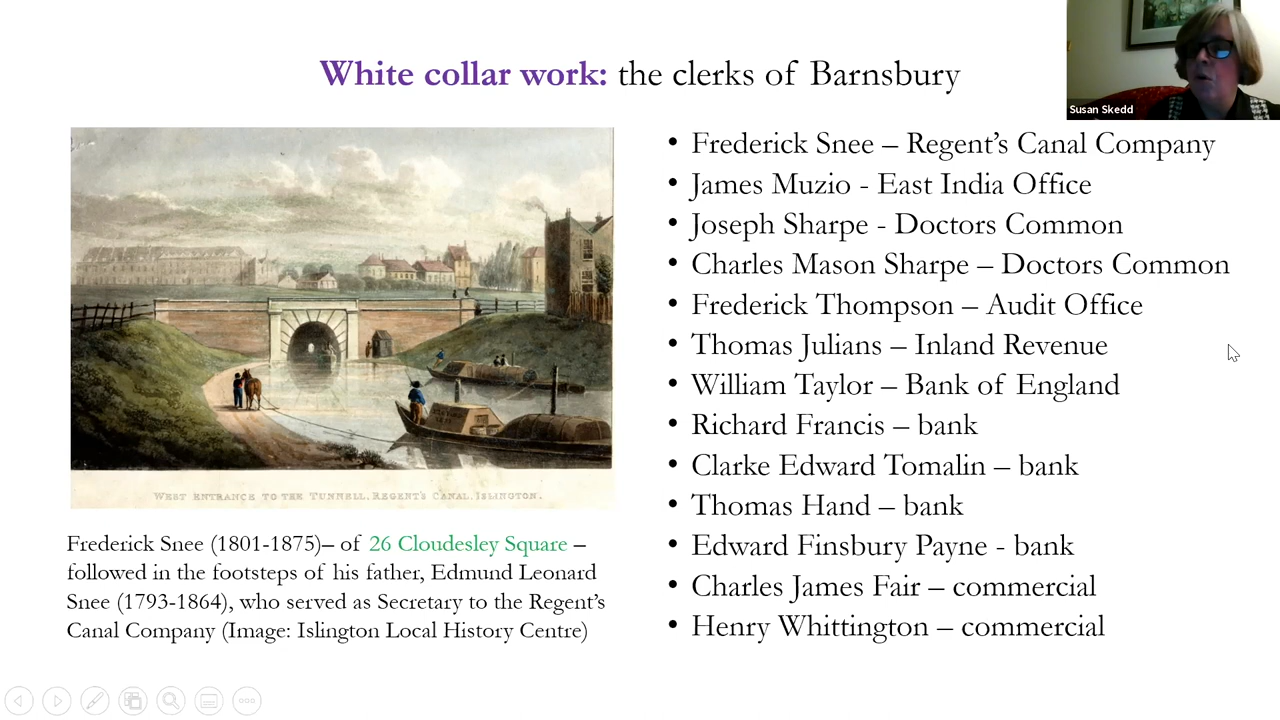 White collar work: the clerks of Barnsbury
Susan Skedd
WEST ENTRANCE TO THE TUNNELL, REGENT'S CANAL, ISLINGTON.
Frederick Snee (1801-1875)– of 26 Cloudesley Square –
followed in the footsteps of his father, Edmund Leonard
Snee (1793-1864), who served as Secretary to the Regent’s
Canal Company (Image: Islington Local History Centre)
• Frederick Snee – Regent’s Canal Company
• James Muzio - East India Office
• Joseph Sharpe - Doctors Common
• Charles Mason Sharpe – Doctors Common
• Frederick Thompson – Audit Office
• Thomas Julians – Inland Revenue
• William Taylor – Bank of England
• Richard Francis – bank
• Clarke Edward Tomalin – bank
• Thomas Hand – bank
• Edward Finsbury Payne - bank
• Charles James Fair – commercial
• Henry Whittington – commercial